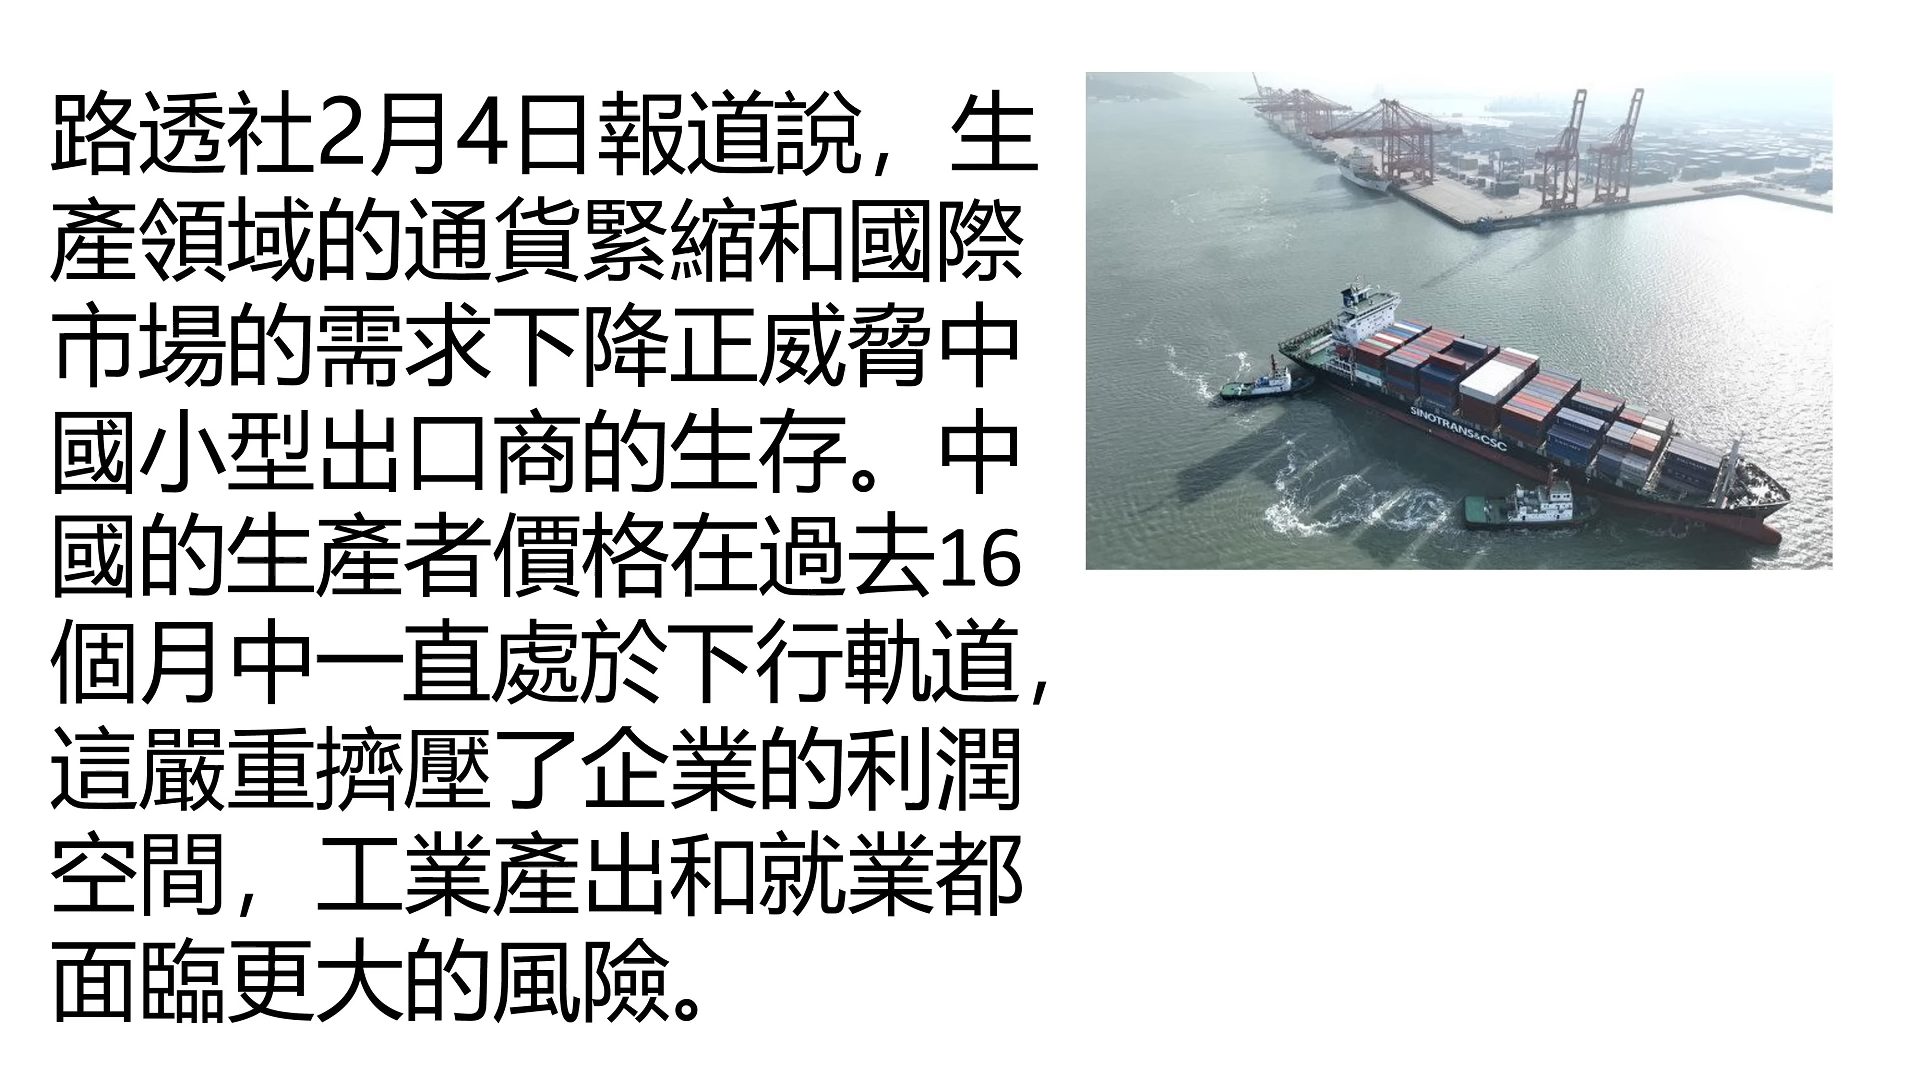 路透社2月4日報道說，生
產領域的通貨緊縮和國際
市場的需求下降正威脅中
國小型出口商的生存。中
國的生產者價格在過去16
個月中一直處於下行軌道，
這嚴重擠壓了企業的利潤
空間，工業產出和就業都
面臨更大的風險。
SINOTRANS&CSC